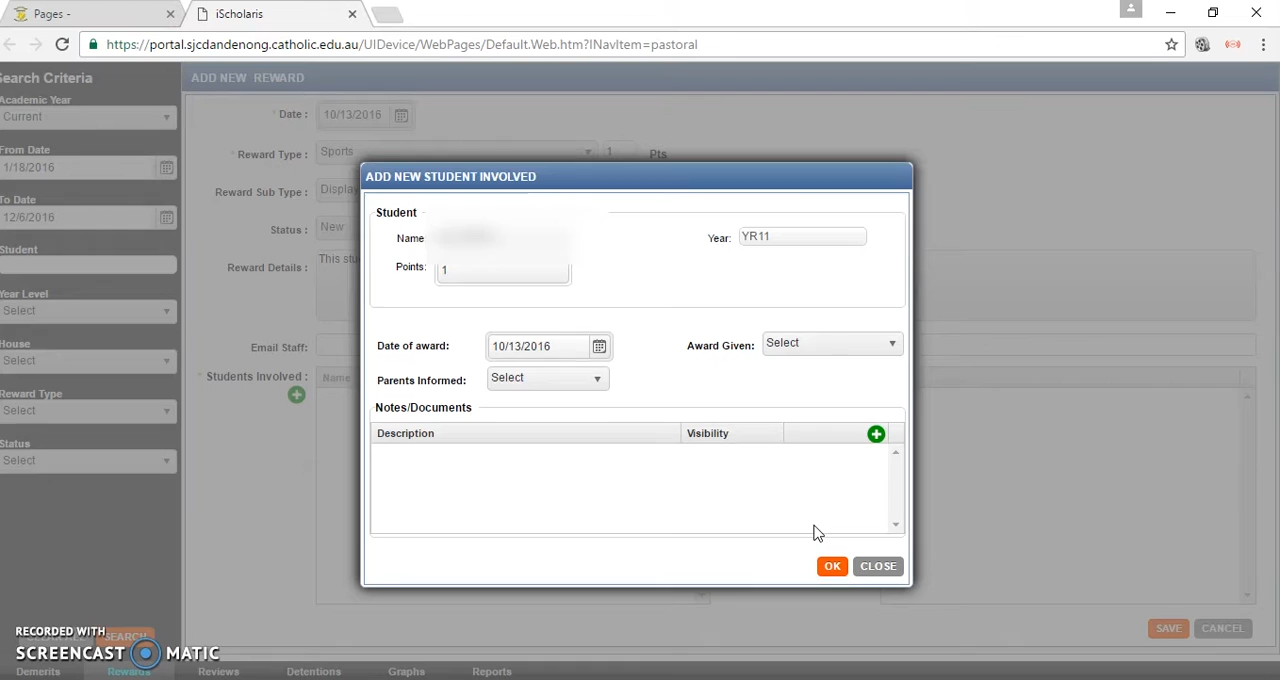 Pages -
iScholaris
https://portal.sjcdandenong.catholic.edu.au/UIDevice/WebPages/Default.Web.htm?INavItem=pastoral
Search Criteria
Academic Year
Current
From Date
1/18/2016
To Date
12/6/2016
Student
Year Level
Select
House
Select
Reward Type
Select
Status
Select
SEARCH
ADD NEW REWARD
* Date : 10/13/2016
* Reward Type : Sports 1 Pts
Reward Sub Type : Display
Status : New
Reward Details : This stu
Email Staff:
* Students Involved : Name
ADD NEW STUDENT INVOLVED
Student
Name Year: YR11
Points: 1
Date of award: 10/13/2016 Award Given: Select
Parents Informed: Select
Notes/Documents
Description Visibility
OK CLOSE
SAVE CANCEL
RECORDED WITH
SCREENCAST MATIC
Demerits Rewards Reviews Detentions Graphs Reports